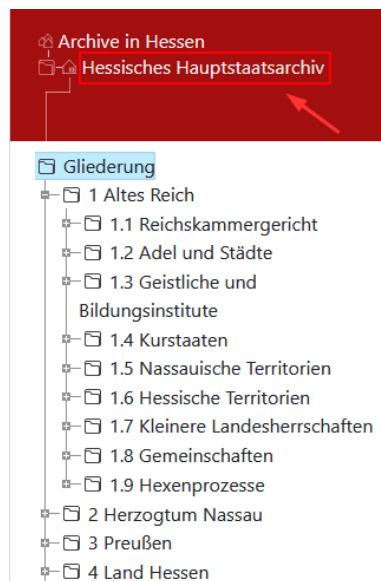 Archive in Hessen
Hessisches Hauptstaatsarchiv
Gliederung
1 Altes Reich
1.1 Reichskammergericht
1.2 Adel und Städte
1.3 Geistliche und
Bildungsinstitute
1.4 Kurstaaten
1.5 Nassauische Territorien
1.6 Hessische Territorien
1.7 Kleinere Landesherrschaften
1.8 Gemeinschaften
1.9 Hexenprozesse
2 Herzogtum Nassau
3 Preußen
4 Land Hessen